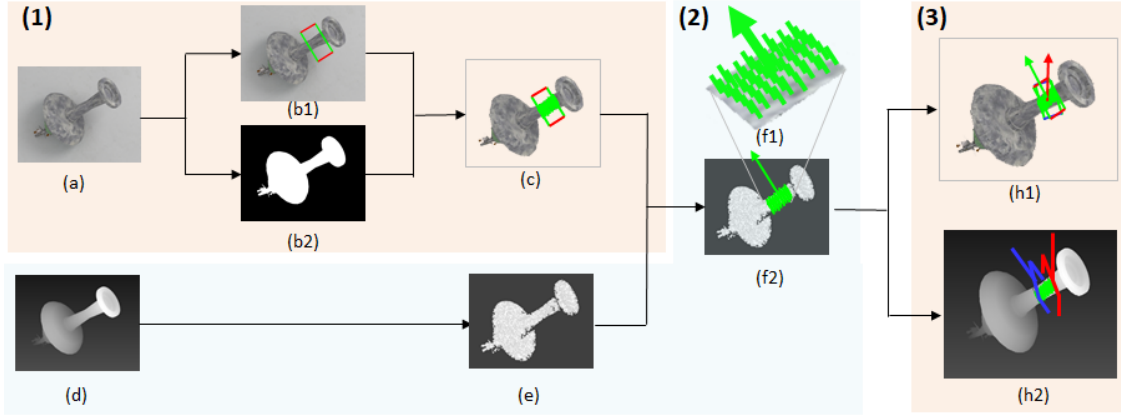 (1)
(2)
(3)
(a)
(b1)
(b2)
(c)
(d)
(e)
(f1)
(f2)
(h1)
(h2)